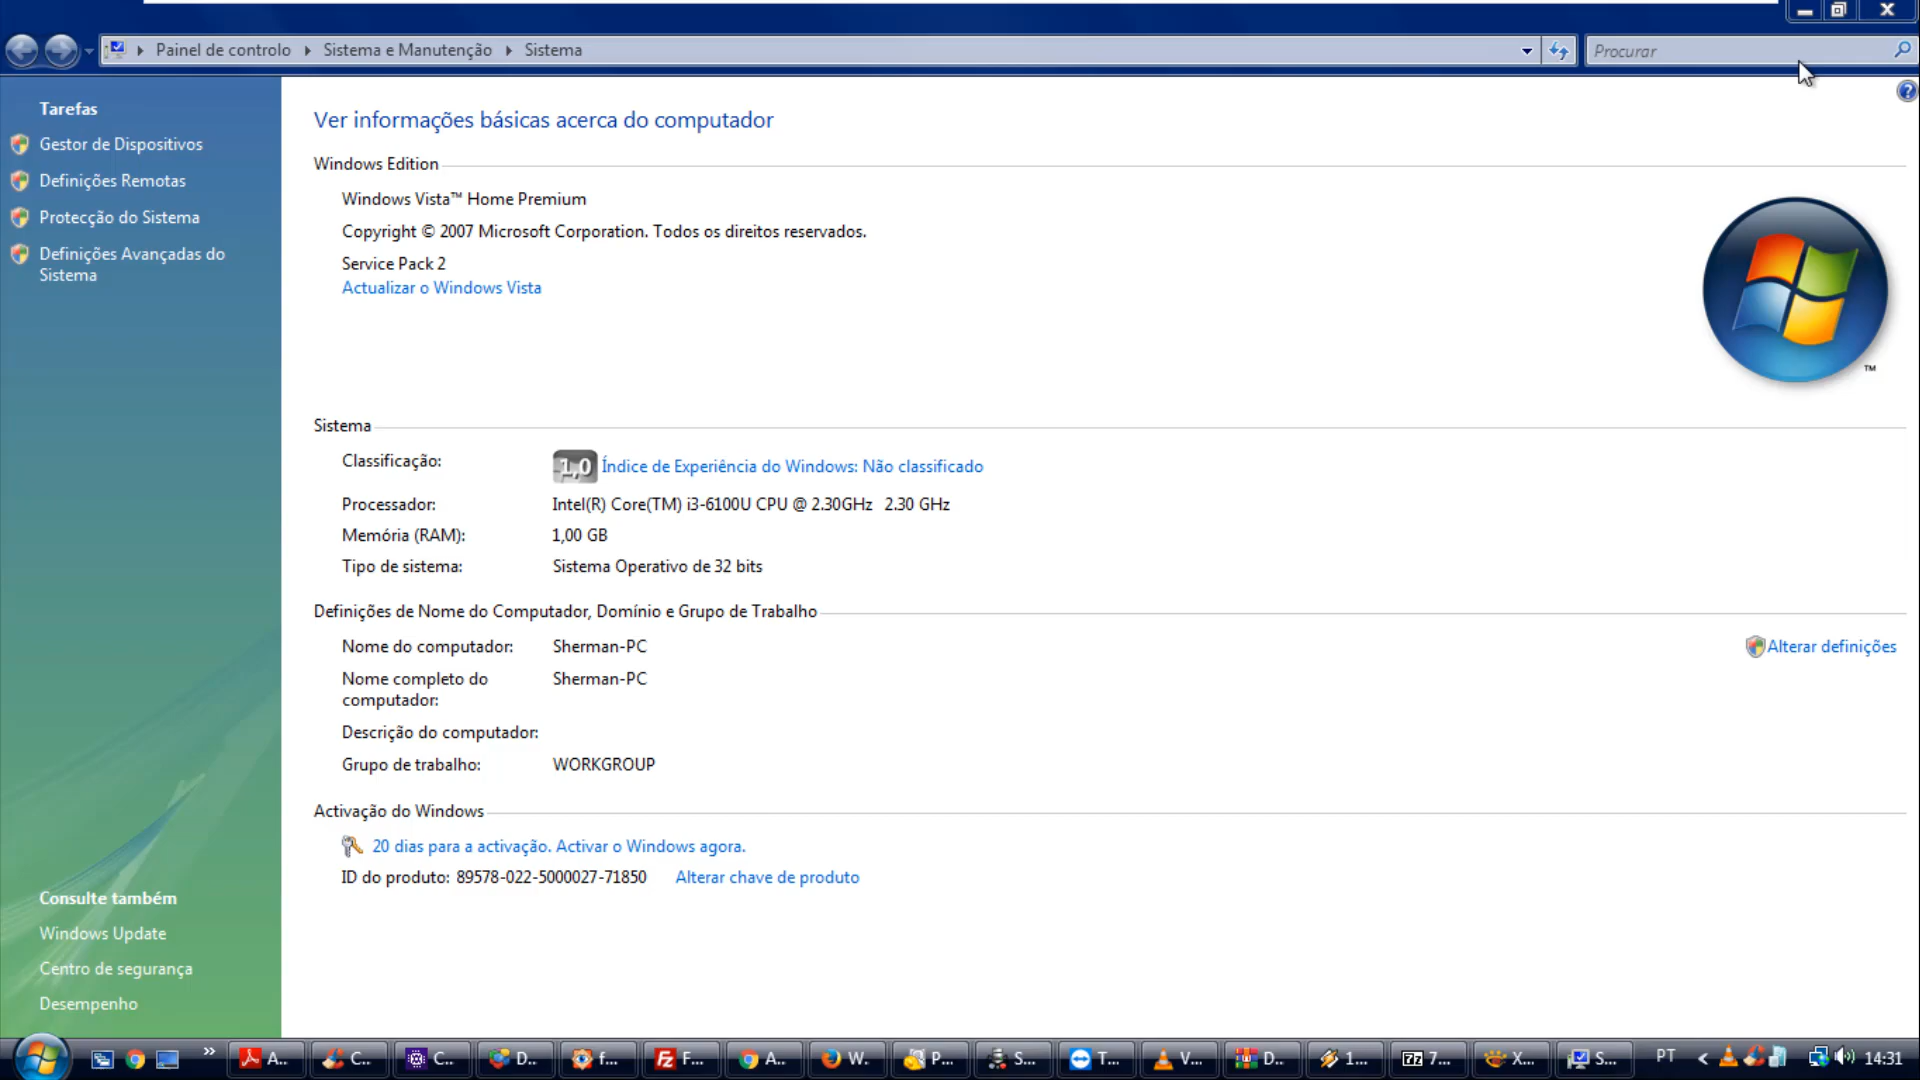 Painel de controlo
Sistema e Manutenção
Sistema
Procurar
Tarefas
Gestor de Dispositivos
Definições Remotas
Protecção do Sistema
Definições Avançadas do
Sistema
Ver informações básicas acerca do computador
Windows Edition
Windows Vista™ Home Premium
Copyright © 2007 Microsoft Corporation. Todos os direitos reservados.
Service Pack 2
Actualizar o Windows Vista
TM
Sistema
Classificação:
1,0 Índice de Experiência do Windows: Não classificado
Processador: Intel(R) Core(TM) i3-6100U CPU @ 2.30GHz 2.30 GHz
Memória (RAM): 1,00 GB
Tipo de sistema: Sistema Operativo de 32 bits
Definições de Nome do Computador, Domínio e Grupo de Trabalho
Nome do computador: Sherman-PC
Alterar definições
Nome completo do
computador:
Sherman-PC
Descrição do computador:
Grupo de trabalho: WORKGROUP
Activação do Windows
20 dias para a activação. Activar o Windows agora.
ID do produto: 89578-022-5000027-71850 Alterar chave de produto
Consulte também
Windows Update
Centro de segurança
Desempenho
A... C... C... D... f... F... A... W... P... S... T... V... D... 1... 7... X... S... PT 14:31